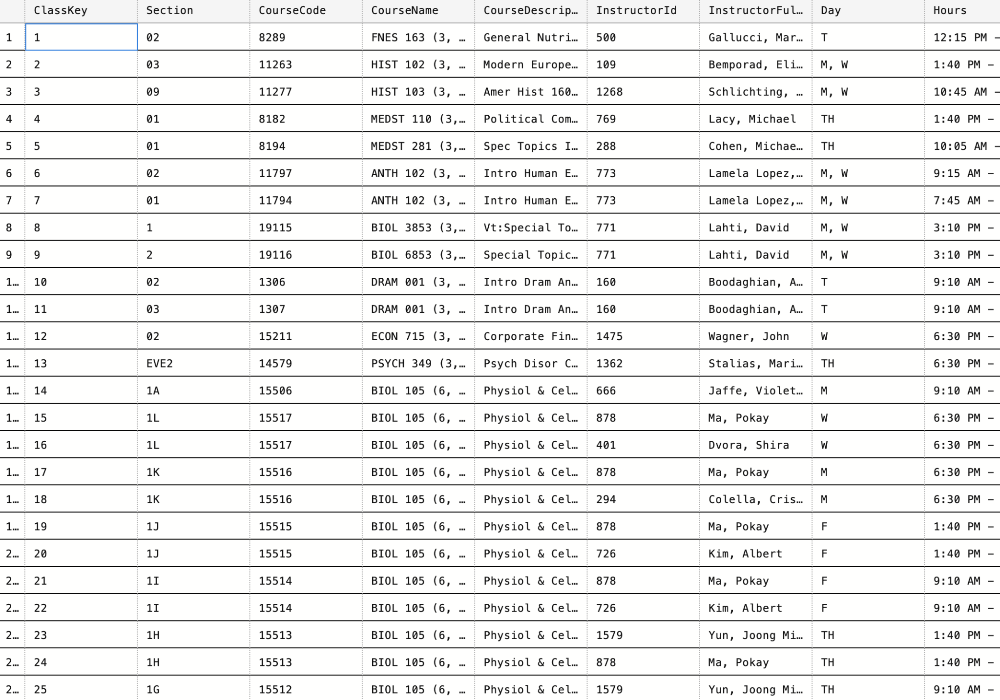 ClassKey Section CourseCode CourseName CourseDescrip… InstructorId InstructorFul… Day Hours
1 1 02 8289 FNES 163 (3, … General Nutri… 500 Gallucci, Mar… T 12:15 PM –
2 2 03 11263 HIST 102 (3, … Modern Europe… 109 Bemporad, Eli… M, W 1:40 PM –
3 3 09 11277 HIST 103 (3, … Amer Hist 160… 1268 Schlichting, … M, W 10:45 AM –
4 4 01 8182 MEDST 110 (3,… Political Com… 769 Lacy, Michael TH 1:40 PM –
5 5 01 8194 MEDST 281 (3,… Spec Topics I… 288 Cohen, Michae… TH 10:05 AM –
6 6 02 11797 ANTH 102 (3, … Intro Human E… 773 Lamela Lopez,… M, W 9:15 AM –
7 7 01 11794 ANTH 102 (3, … Intro Human E… 773 Lamela Lopez,… M, W 7:45 AM –
8 8 1 19115 BIOL 3853 (3,… Vt:Special To… 771 Lahti, David M, W 3:10 PM –
9 9 2 19116 BIOL 6853 (3,… Special Topic… 771 Lahti, David M, W 3:10 PM –
1… 10 02 1306 DRAM 001 (3, … Intro Dram An… 160 Boodaghian, A… T 9:10 AM –
1… 11 03 1307 DRAM 001 (3, … Intro Dram An… 160 Boodaghian, A… T 9:10 AM –
1… 12 02 15211 ECON 715 (3, … Corporate Fin… 1475 Wagner, John W 6:30 PM –
1… 13 EVE2 14579 PSYCH 349 (3,… Psych Disor C… 1362 Stalias, Mari… TH 6:30 PM –
1… 14 1A 15506 BIOL 105 (6, … Physiol & Cel… 666 Jaffe, Violet… M 9:10 AM –
1… 15 1L 15517 BIOL 105 (6, … Physiol & Cel… 878 Ma, Pokay W 6:30 PM –
1… 16 1L 15517 BIOL 105 (6, … Physiol & Cel… 401 Dvora, Shira W 6:30 PM –
1… 17 1K 15516 BIOL 105 (6, … Physiol & Cel… 878 Ma, Pokay M 6:30 PM –
1… 18 1K 15516 BIOL 105 (6, … Physiol & Cel… 294 Colella, Cris… M 6:30 PM –
1… 19 1J 15515 BIOL 105 (6, … Physiol & Cel… 878 Ma, Pokay F 1:40 PM –
2… 20 1J 15515 BIOL 105 (6, … Physiol & Cel… 726 Kim, Albert F 1:40 PM –
2… 21 1I 15514 BIOL 105 (6, … Physiol & Cel… 878 Ma, Pokay F 9:10 AM –
2… 22 1I 15514 BIOL 105 (6, … Physiol & Cel… 726 Kim, Albert F 9:10 AM –
2… 23 1H 15513 BIOL 105 (6, … Physiol & Cel… 1579 Yun, Joong Mi… TH 1:40 PM –
2… 24 1H 15513 BIOL 105 (6, … Physiol & Cel… 878 Ma, Pokay TH 1:40 PM –
2… 25 1G 15512 BIOL 105 (6, … Physiol & Cel… 1579 Yun, Joong Mi… TH 9:10 AM –